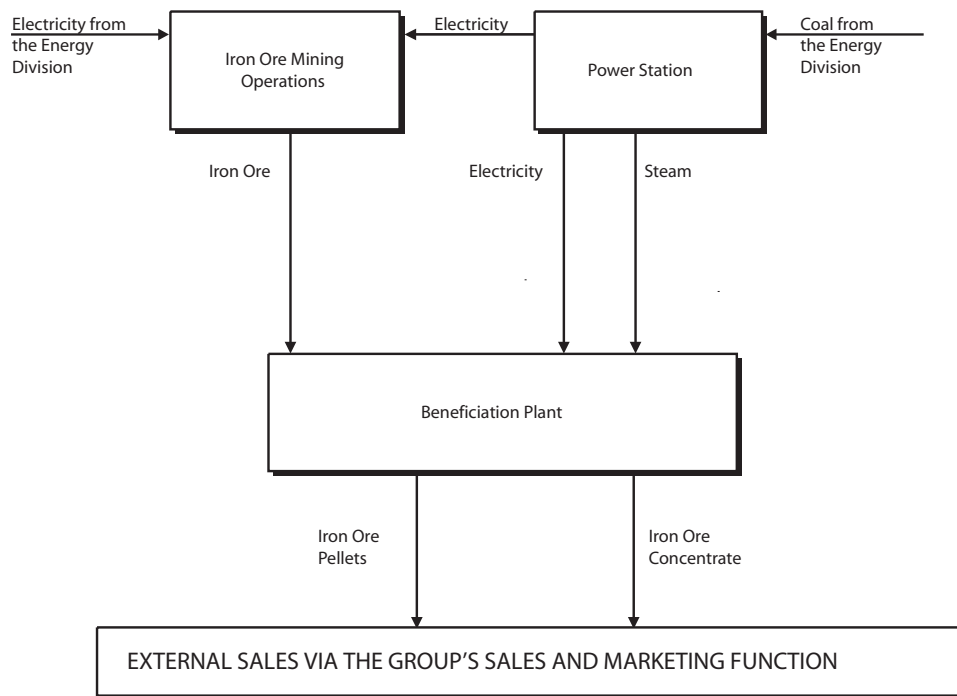 Electricity from
the Energy
Division
Electricity
Coal from
the Energy
Division
Iron Ore Mining
Operations
Power Station
Iron Ore
Electricity
Steam
Beneficiation Plant
Iron Ore
Pellets
Iron Ore
Concentrate
EXTERNAL SALES VIA THE GROUP'S SALES AND MARKETING FUNCTION